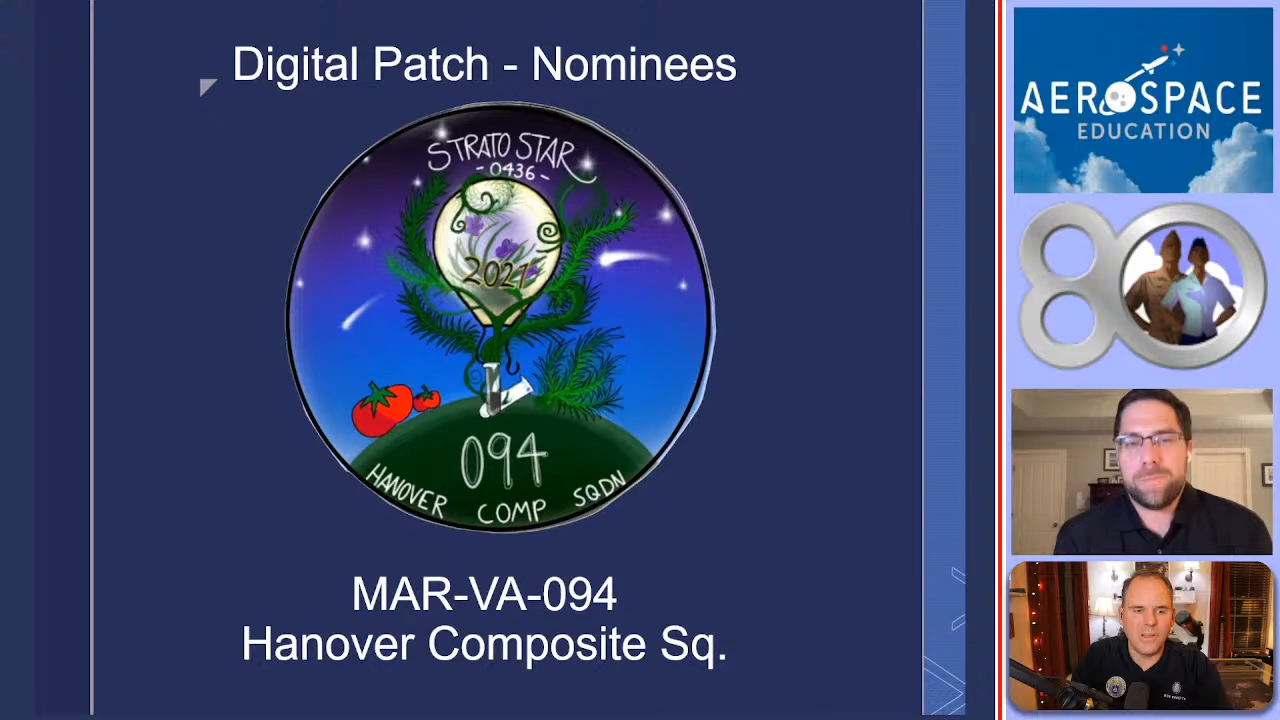 Digital Patch - Nominees
STRATO STAR
- 0436 -
2021
094
HANOVER COMP SQDN
MAR-VA-094
Hanover Composite Sq.
AEROSPACE
EDUCATION
80